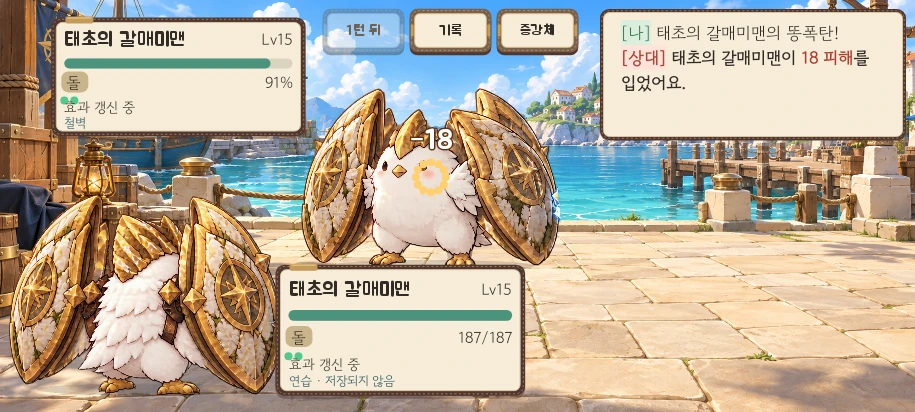 태초의 갈매미맨 Lv15
돌 91%
효과 갱신 중
철벽
1턴 뒤
기록
증강체
[나] 태초의 갈매미맨의 똥폭탄!
[상대] 태초의 갈매미맨이 18 피해를
입었어요.
-18
태초의 갈매미맨 Lv15
돌 187/187
효과 갱신 중
연습 · 저장되지 않음